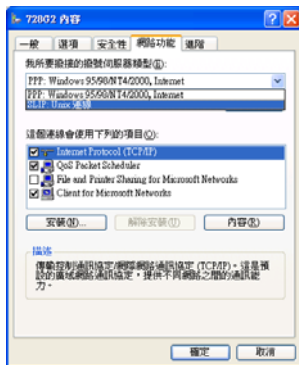 72802 內容
一般 選項 安全性 網路功能 進階
我所要撥接的撥號伺服器類型(E):
PPP: Windows 95/98/NT4/2000, Internet
PPP: Windows 95/98/NT4/2000, Internet
SLIP: Unix 連線
這個連線會使用下列的項目(O):
Internet Protocol (TCP/IP)
QoS Packet Scheduler
File and Printer Sharing for Microsoft Networks
Client for Microsoft Networks
安裝(N)... 解除安裝(U) 內容(R)
描述
傳輸控制通訊協定/網際網路通訊協定 (TCP/IP)。這是預
設的廣域網路通訊協定，提供不同網路之間的通訊能
力。
確定 取消